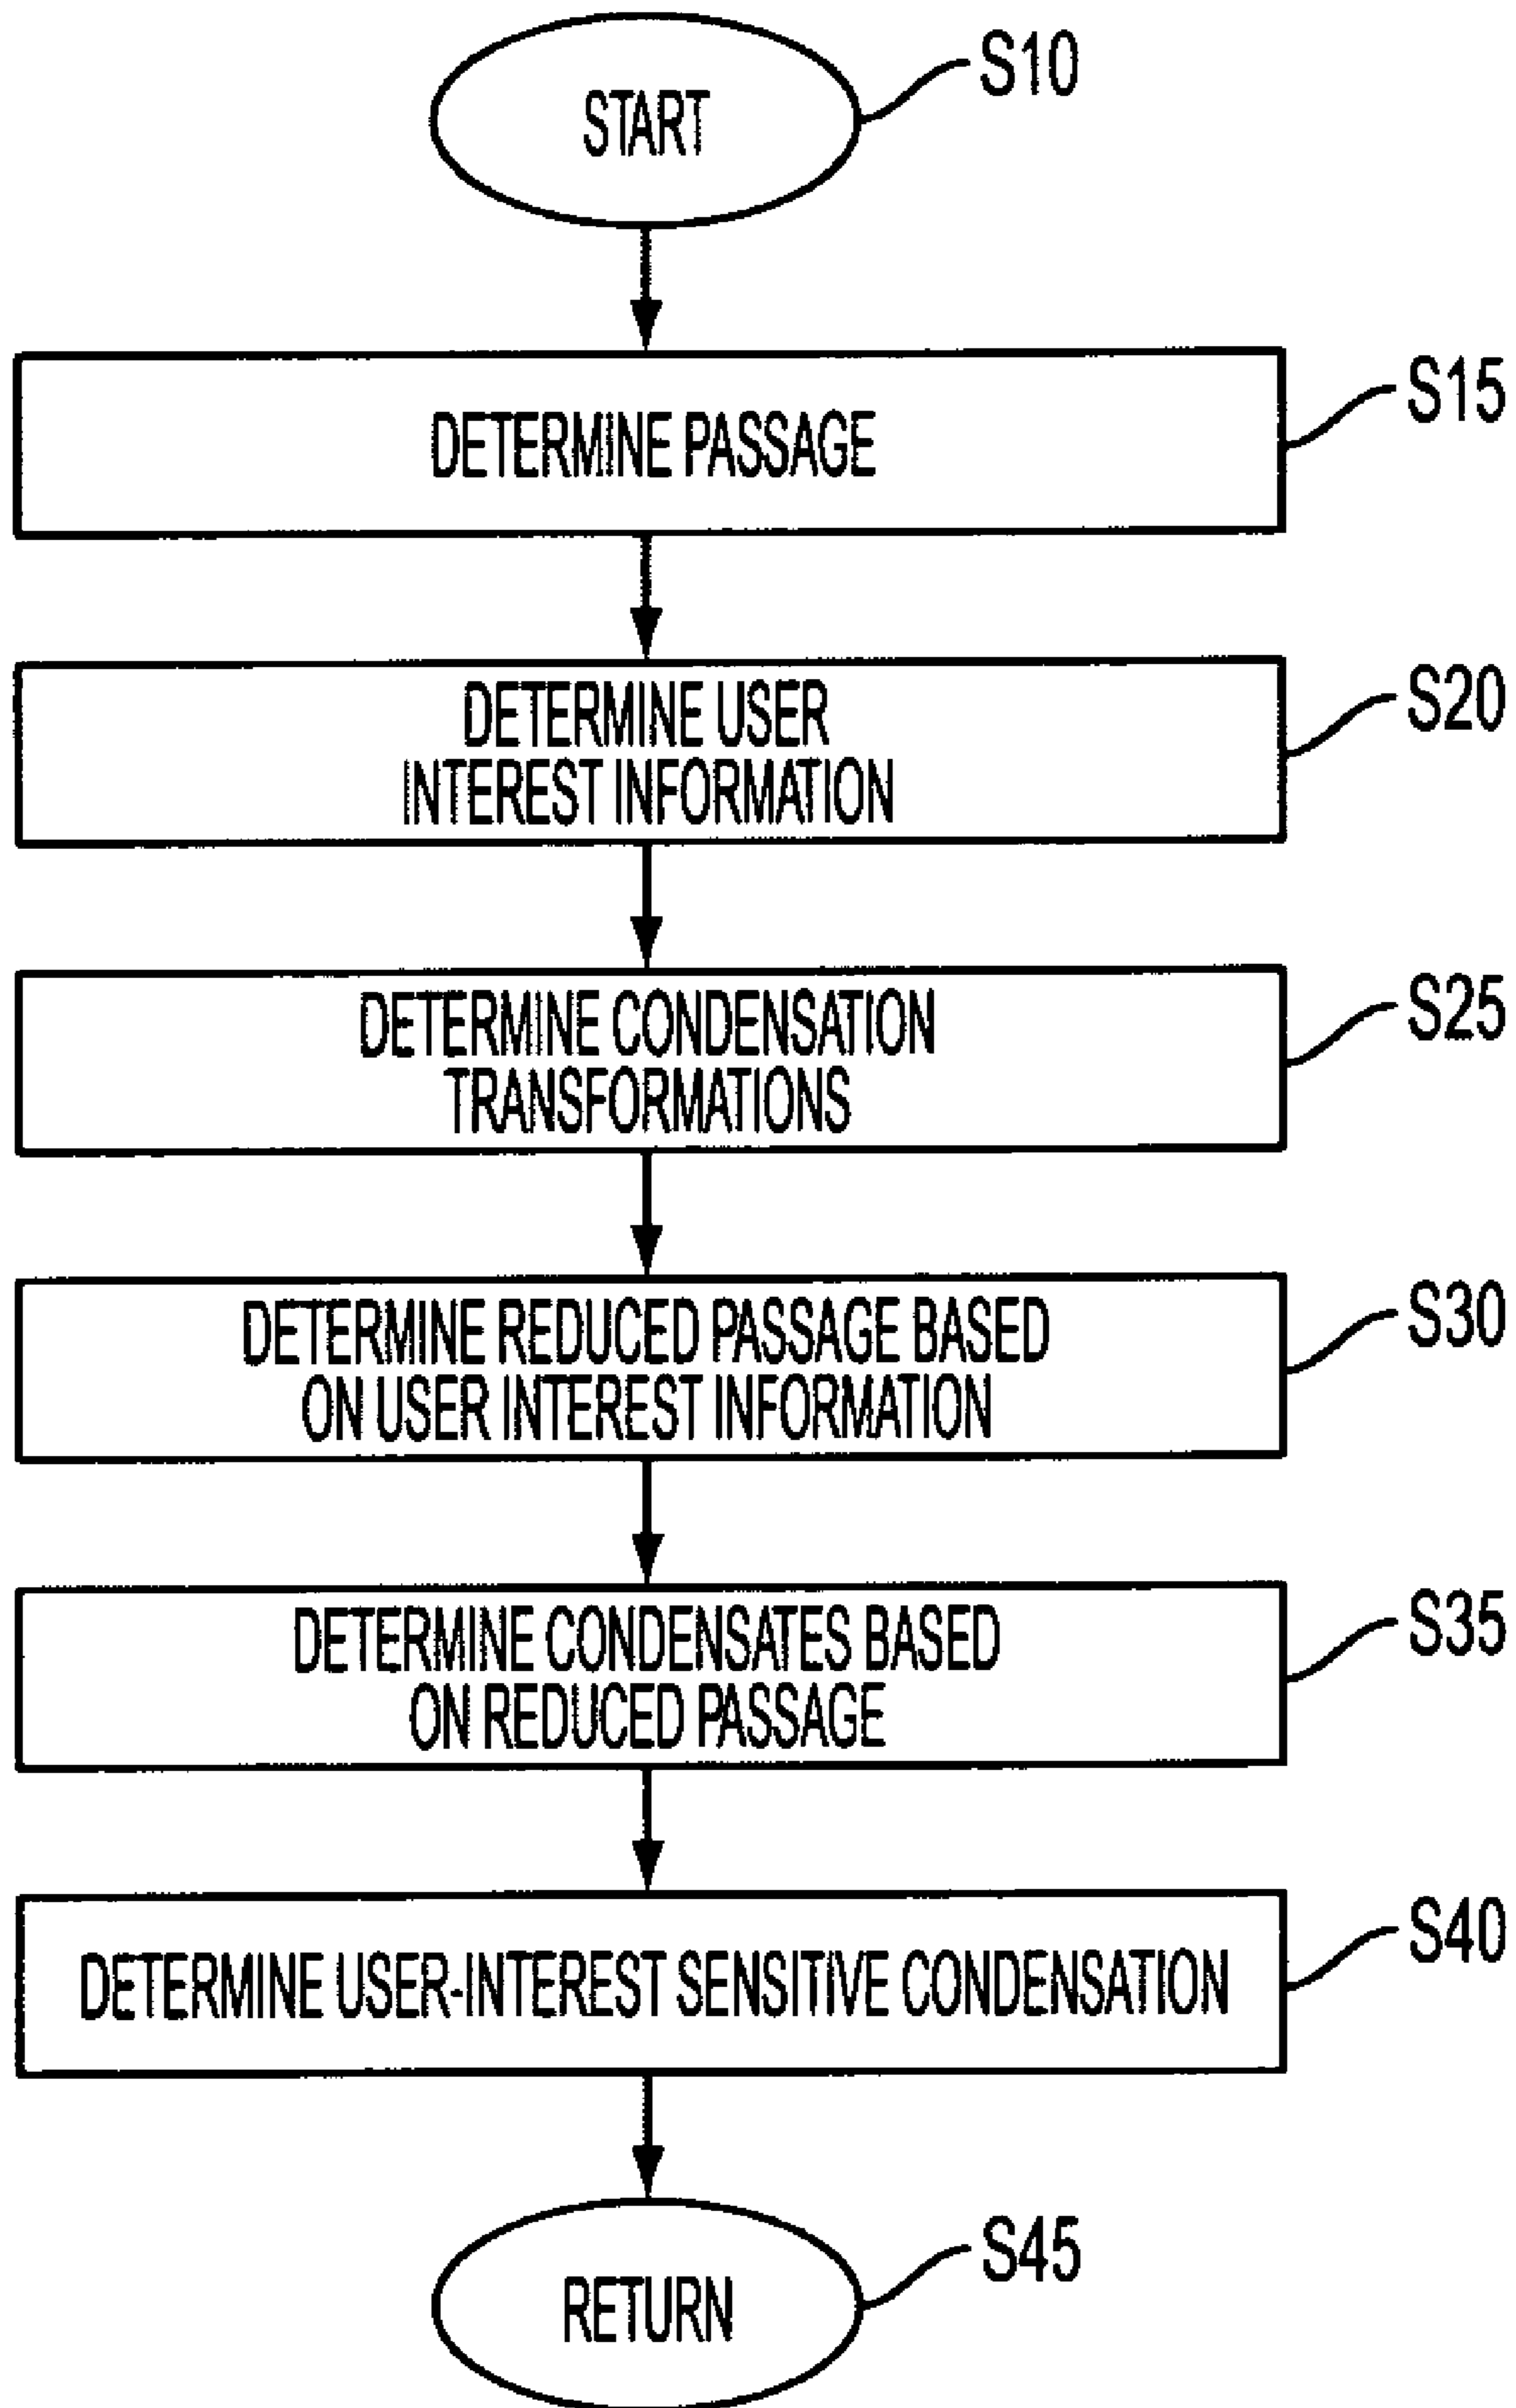 START
S10
DETERMINE PASSAGE
S15
DETERMINE USER
INTEREST INFORMATION
S20
DETERMINE CONDENSATION
TRANSFORMATIONS
S25
DETERMINE REDUCED PASSAGE BASED
ON USER INTEREST INFORMATION
S30
DETERMINE CONDENSATES BASED
ON REDUCED PASSAGE
S35
DETERMINE USER-INTEREST SENSITIVE CONDENSATION
S40
RETURN
S45